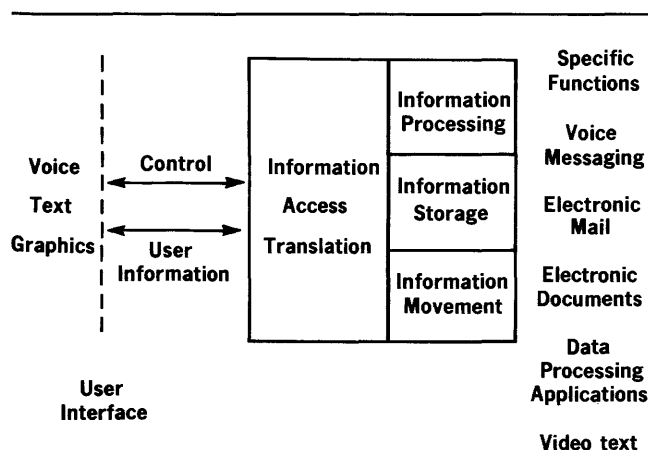 Voice
Text
Graphics
User
Interface
Control
User
Information
Information
Access
Translation
Information
Processing
Information
Storage
Information
Movement
Specific
Functions
Voice
Messaging
Electronic
Mail
Electronic
Documents
Data
Processing
Applications
Video text